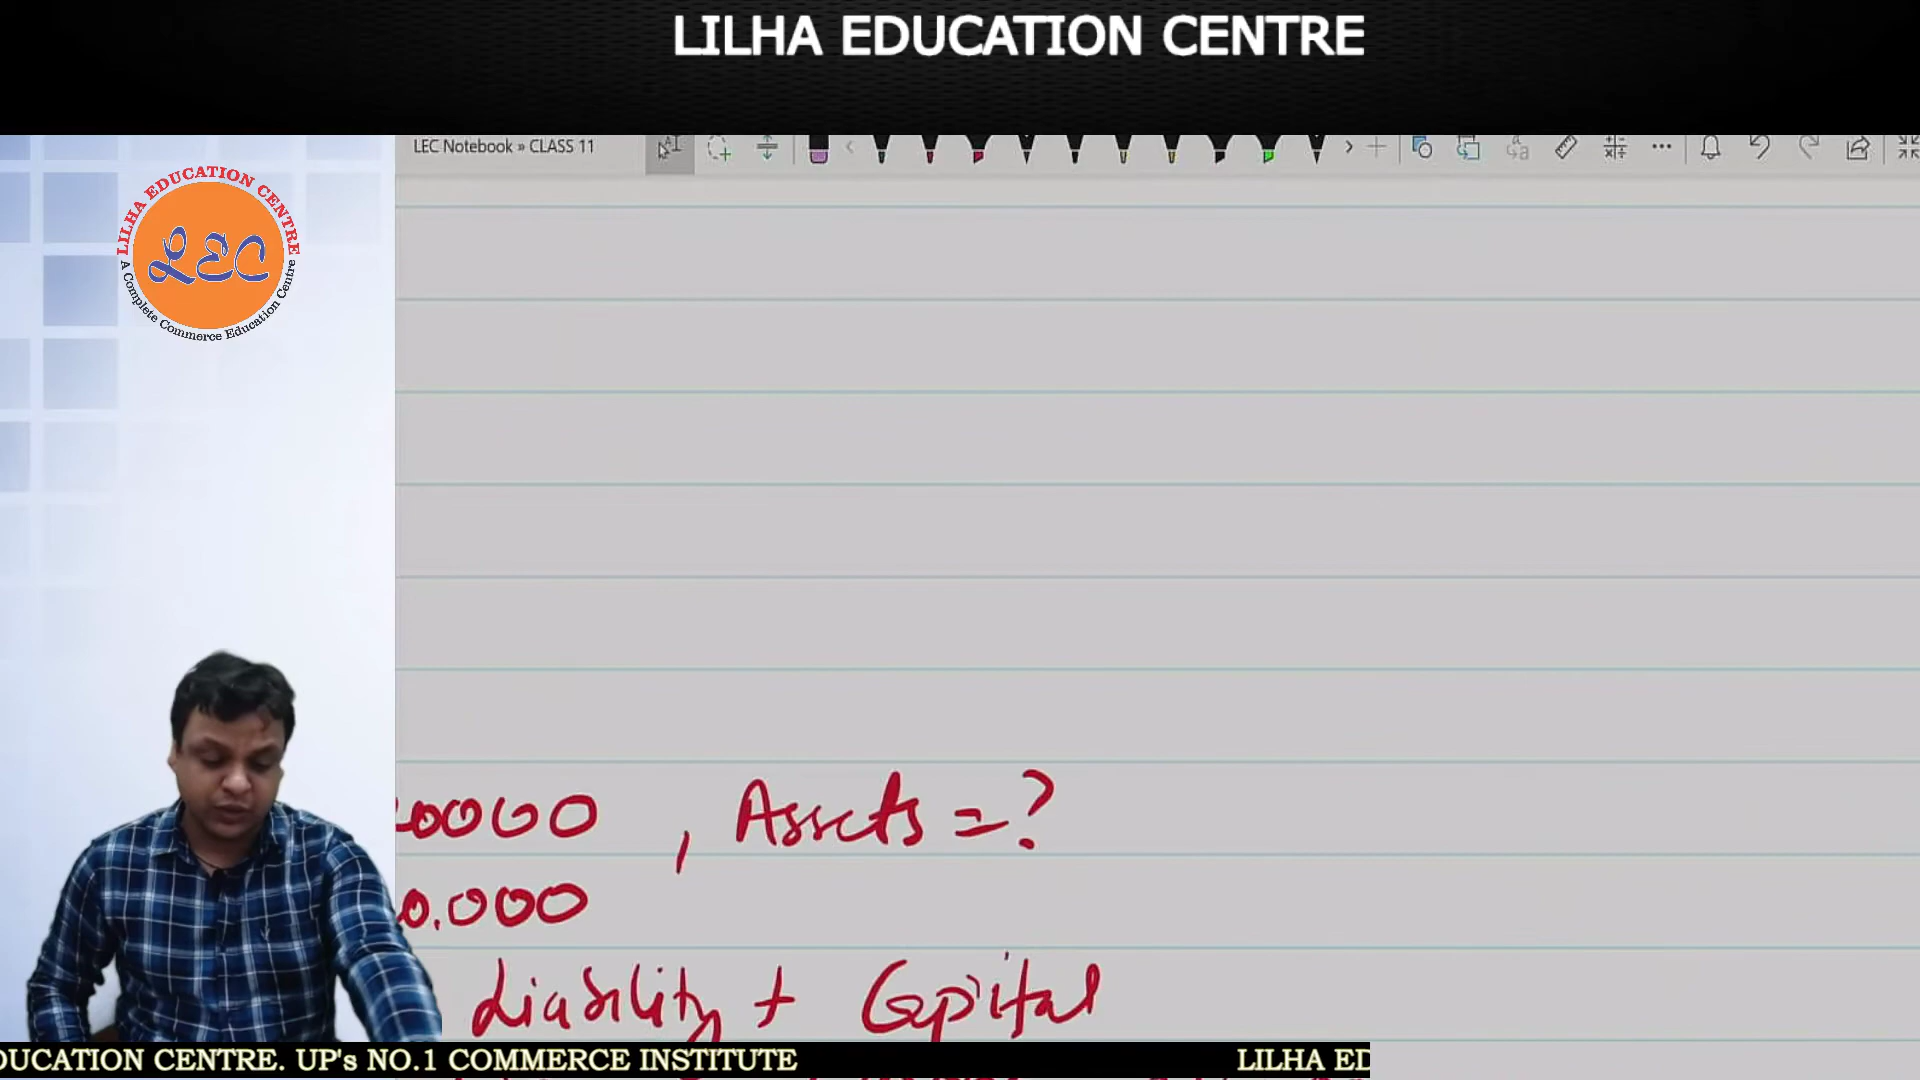 LILHA EDUCATION CENTRE
LEC Notebook » CLASS 11
LILHA EDUCATION CENTRE
LEC
A Complete Commerce Education Centre
0000 , Assets = ?
0.000
Liability + Capital
DUCATION CENTRE. UP's NO.1 COMMERCE INSTITUTE
LILHA ED